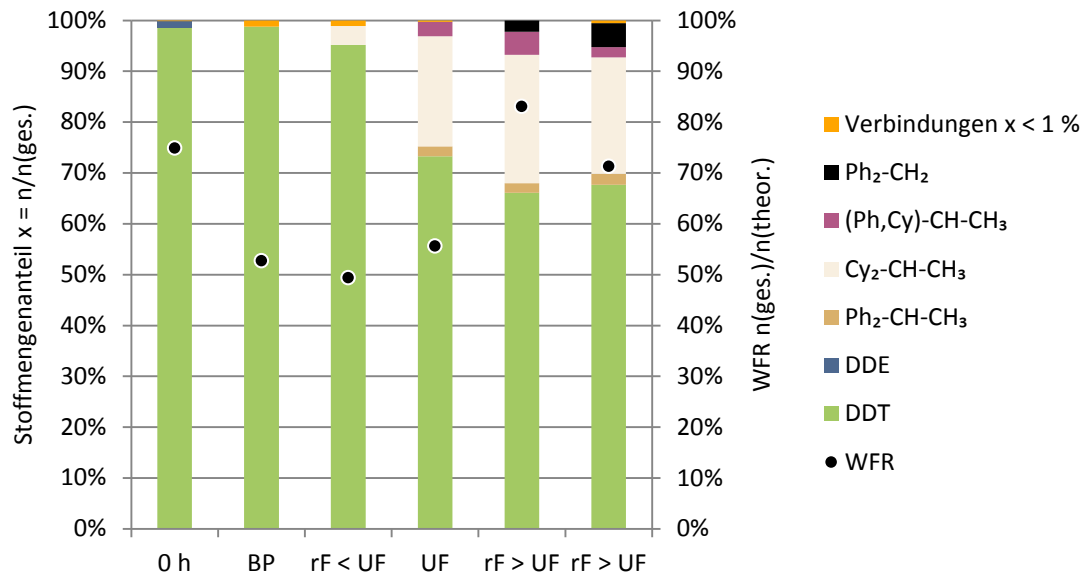 Stoffmengenanteil x = n/n(ges.)
100%
90%
80%
70%
60%
50%
40%
30%
20%
10%
0%
0 h
BP
rF < UF
UF
rF > UF
rF > UF
100%
90%
80%
70%
60%
50%
40%
30%
20%
10%
0%
WFR n(ges.)/n(theor.)
Verbindungen x < 1 %
Ph₂-CH₂
(Ph,Cy)-CH-CH₃
Cy₂-CH-CH₃
Ph₂-CH-CH₃
DDE
DDT
WFR